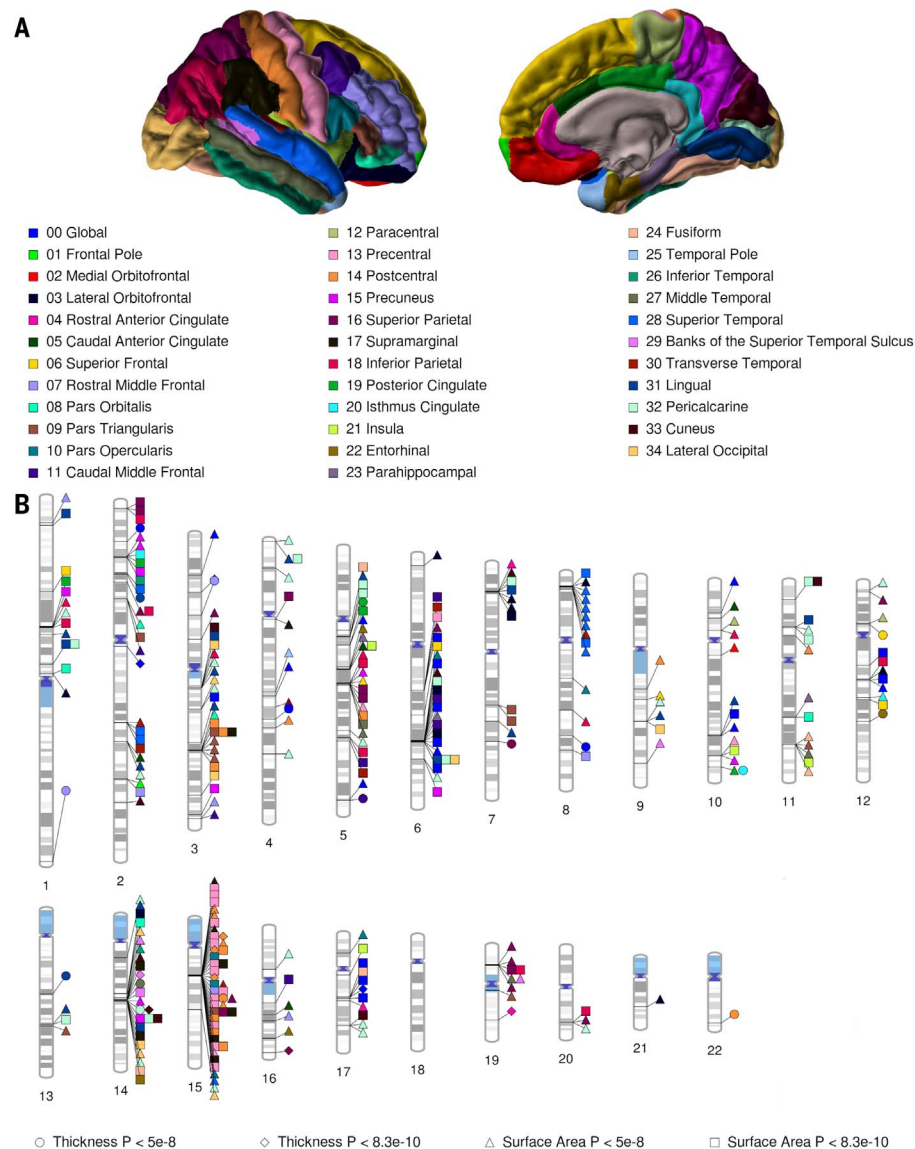 A
00 Global
01 Frontal Pole
02 Medial Orbitofrontal
03 Lateral Orbitofrontal
04 Rostral Anterior Cingulate
05 Caudal Anterior Cingulate
06 Superior Frontal
07 Rostral Middle Frontal
08 Pars Orbitalis
09 Pars Triangularis
10 Pars Opercularis
11 Caudal Middle Frontal
12 Paracentral
13 Precentral
14 Postcentral
15 Precuneus
16 Superior Parietal
17 Supramarginal
18 Inferior Parietal
19 Posterior Cingulate
20 Isthmus Cingulate
21 Insula
22 Entorhinal
23 Parahippocampal
24 Fusiform
25 Temporal Pole
26 Inferior Temporal
27 Middle Temporal
28 Superior Temporal
29 Banks of the Superior Temporal Sulcus
30 Transverse Temporal
31 Lingual
32 Pericalcarine
33 Cuneus
34 Lateral Occipital
B
1 2 3 4 5 6 7 8 9 10 11 12
13 14 15 16 17 18 19 20 21 22
Thickness P < 5e-8 Thickness P < 8.3e-10 Surface Area P < 5e-8 Surface Area P < 8.3e-10